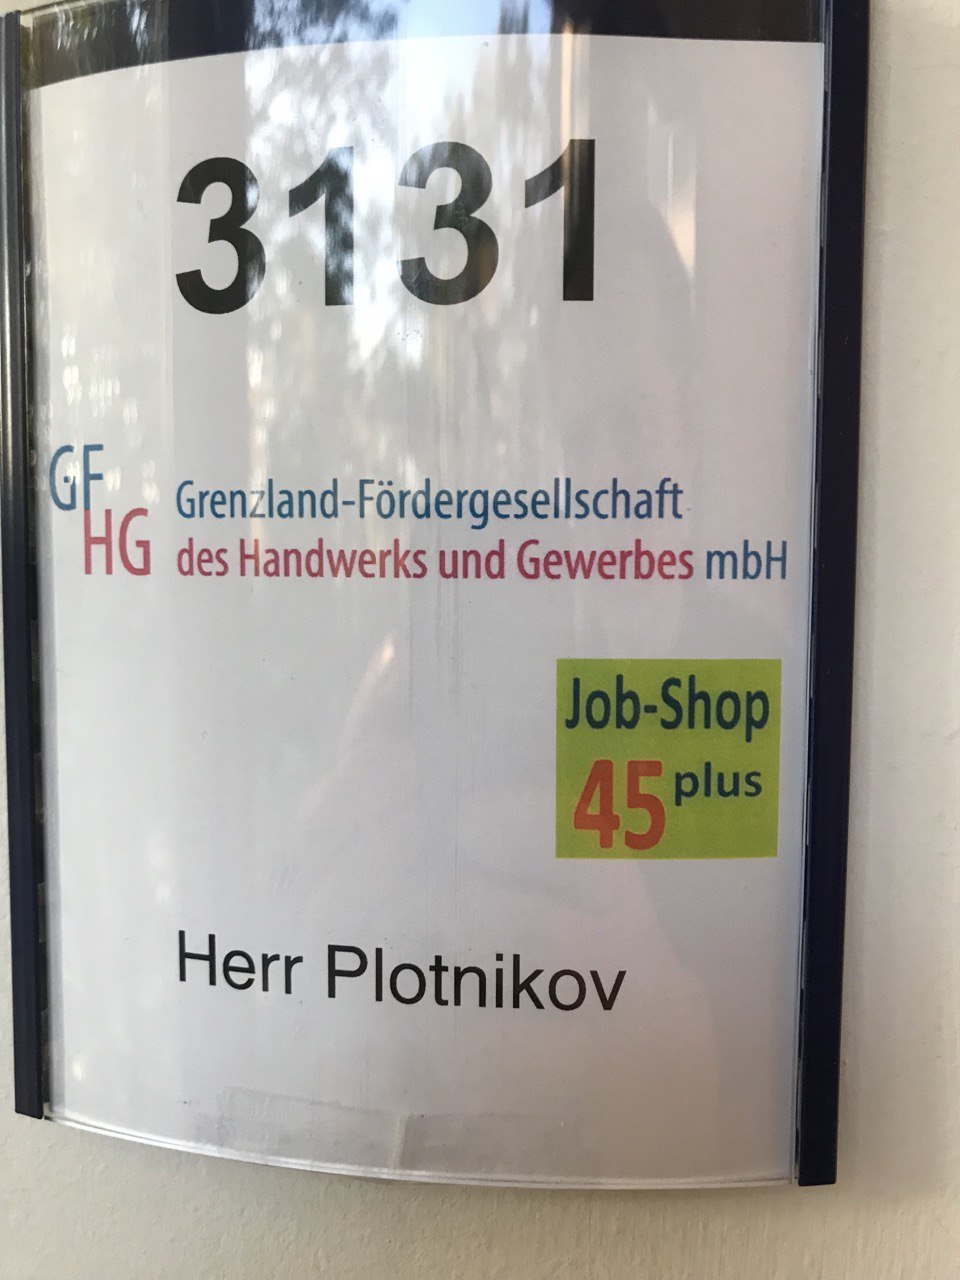 3131
GF
HG
Grenzland-Fördergesellschaft
des Handwerks und Gewerbes mbH
Job-Shop
45 plus
Herr Plotnikov